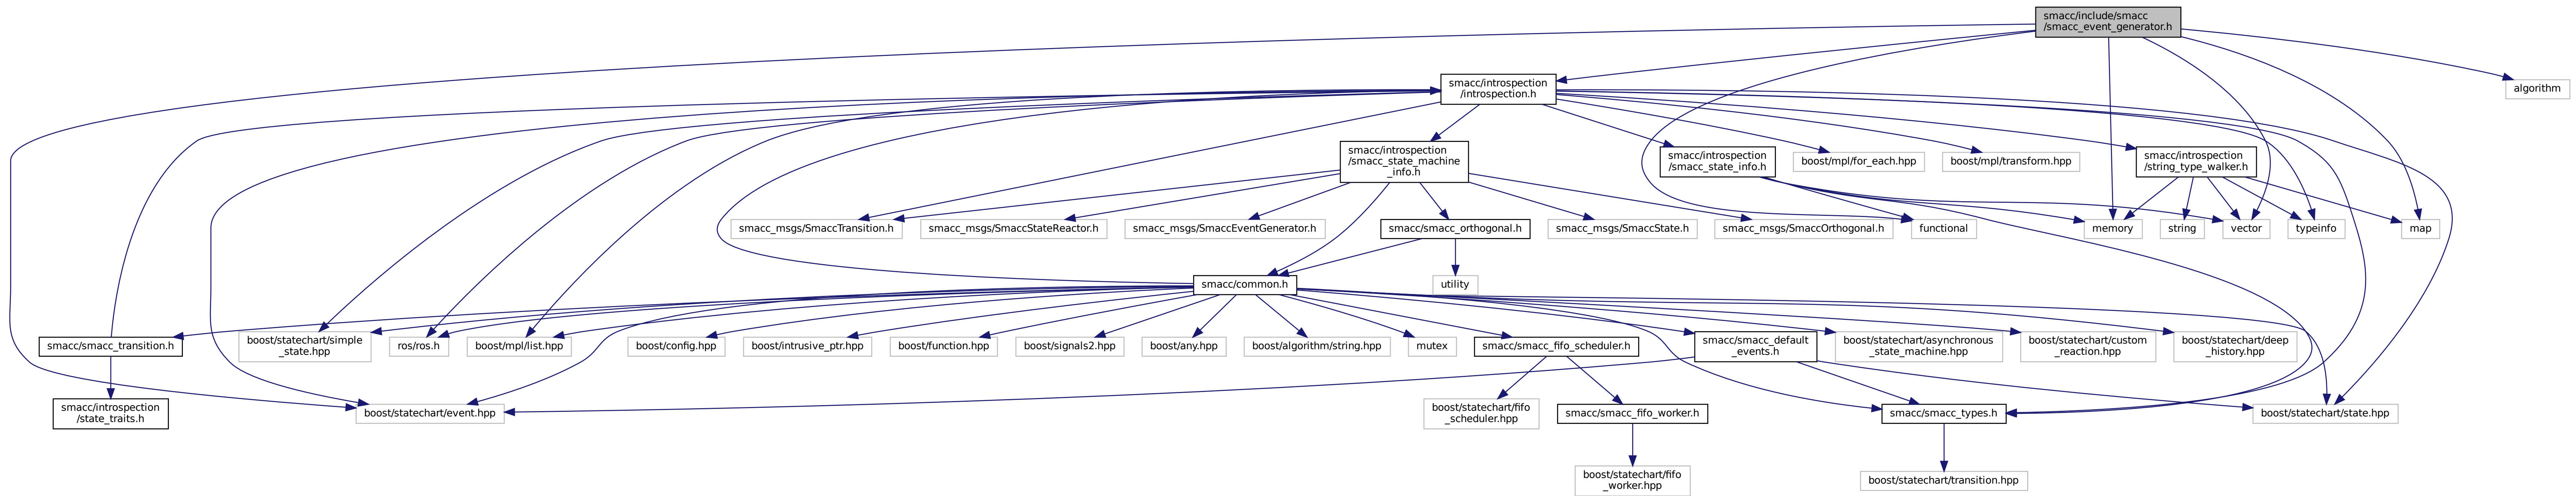 smacc/include/smacc
/smacc_event_generator.h
smacc/introspection
/introspection.h
algorithm
smacc/introspection
/smacc_state_machine
_info.h
smacc/introspection
/smacc_state_info.h
boost/mpl/for_each.hpp
boost/mpl/transform.hpp
smacc/introspection
/string_type_walker.h
smacc_msgs/SmaccTransition.h
smacc_msgs/SmaccStateReactor.h
smacc_msgs/SmaccEventGenerator.h
smacc/smacc_orthogonal.h
smacc_msgs/SmaccState.h
smacc_msgs/SmaccOrthogonal.h
functional
memory
string
vector
typeinfo
map
smacc/common.h
utility
smacc/smacc_transition.h
boost/statechart/simple
_state.hpp
ros/ros.h
boost/mpl/list.hpp
boost/config.hpp
boost/intrusive_ptr.hpp
boost/function.hpp
boost/signals2.hpp
boost/any.hpp
boost/algorithm/string.hpp
mutex
smacc/smacc_fifo_scheduler.h
smacc/smacc_default
_events.h
boost/statechart/asynchronous
_state_machine.hpp
boost/statechart/custom
_reaction.hpp
boost/statechart/deep
_history.hpp
smacc/introspection
/state_traits.h
boost/statechart/event.hpp
boost/statechart/fifo
_scheduler.hpp
smacc/smacc_fifo_worker.h
smacc/smacc_types.h
boost/statechart/state.hpp
boost/statechart/fifo
_worker.hpp
boost/statechart/transition.hpp